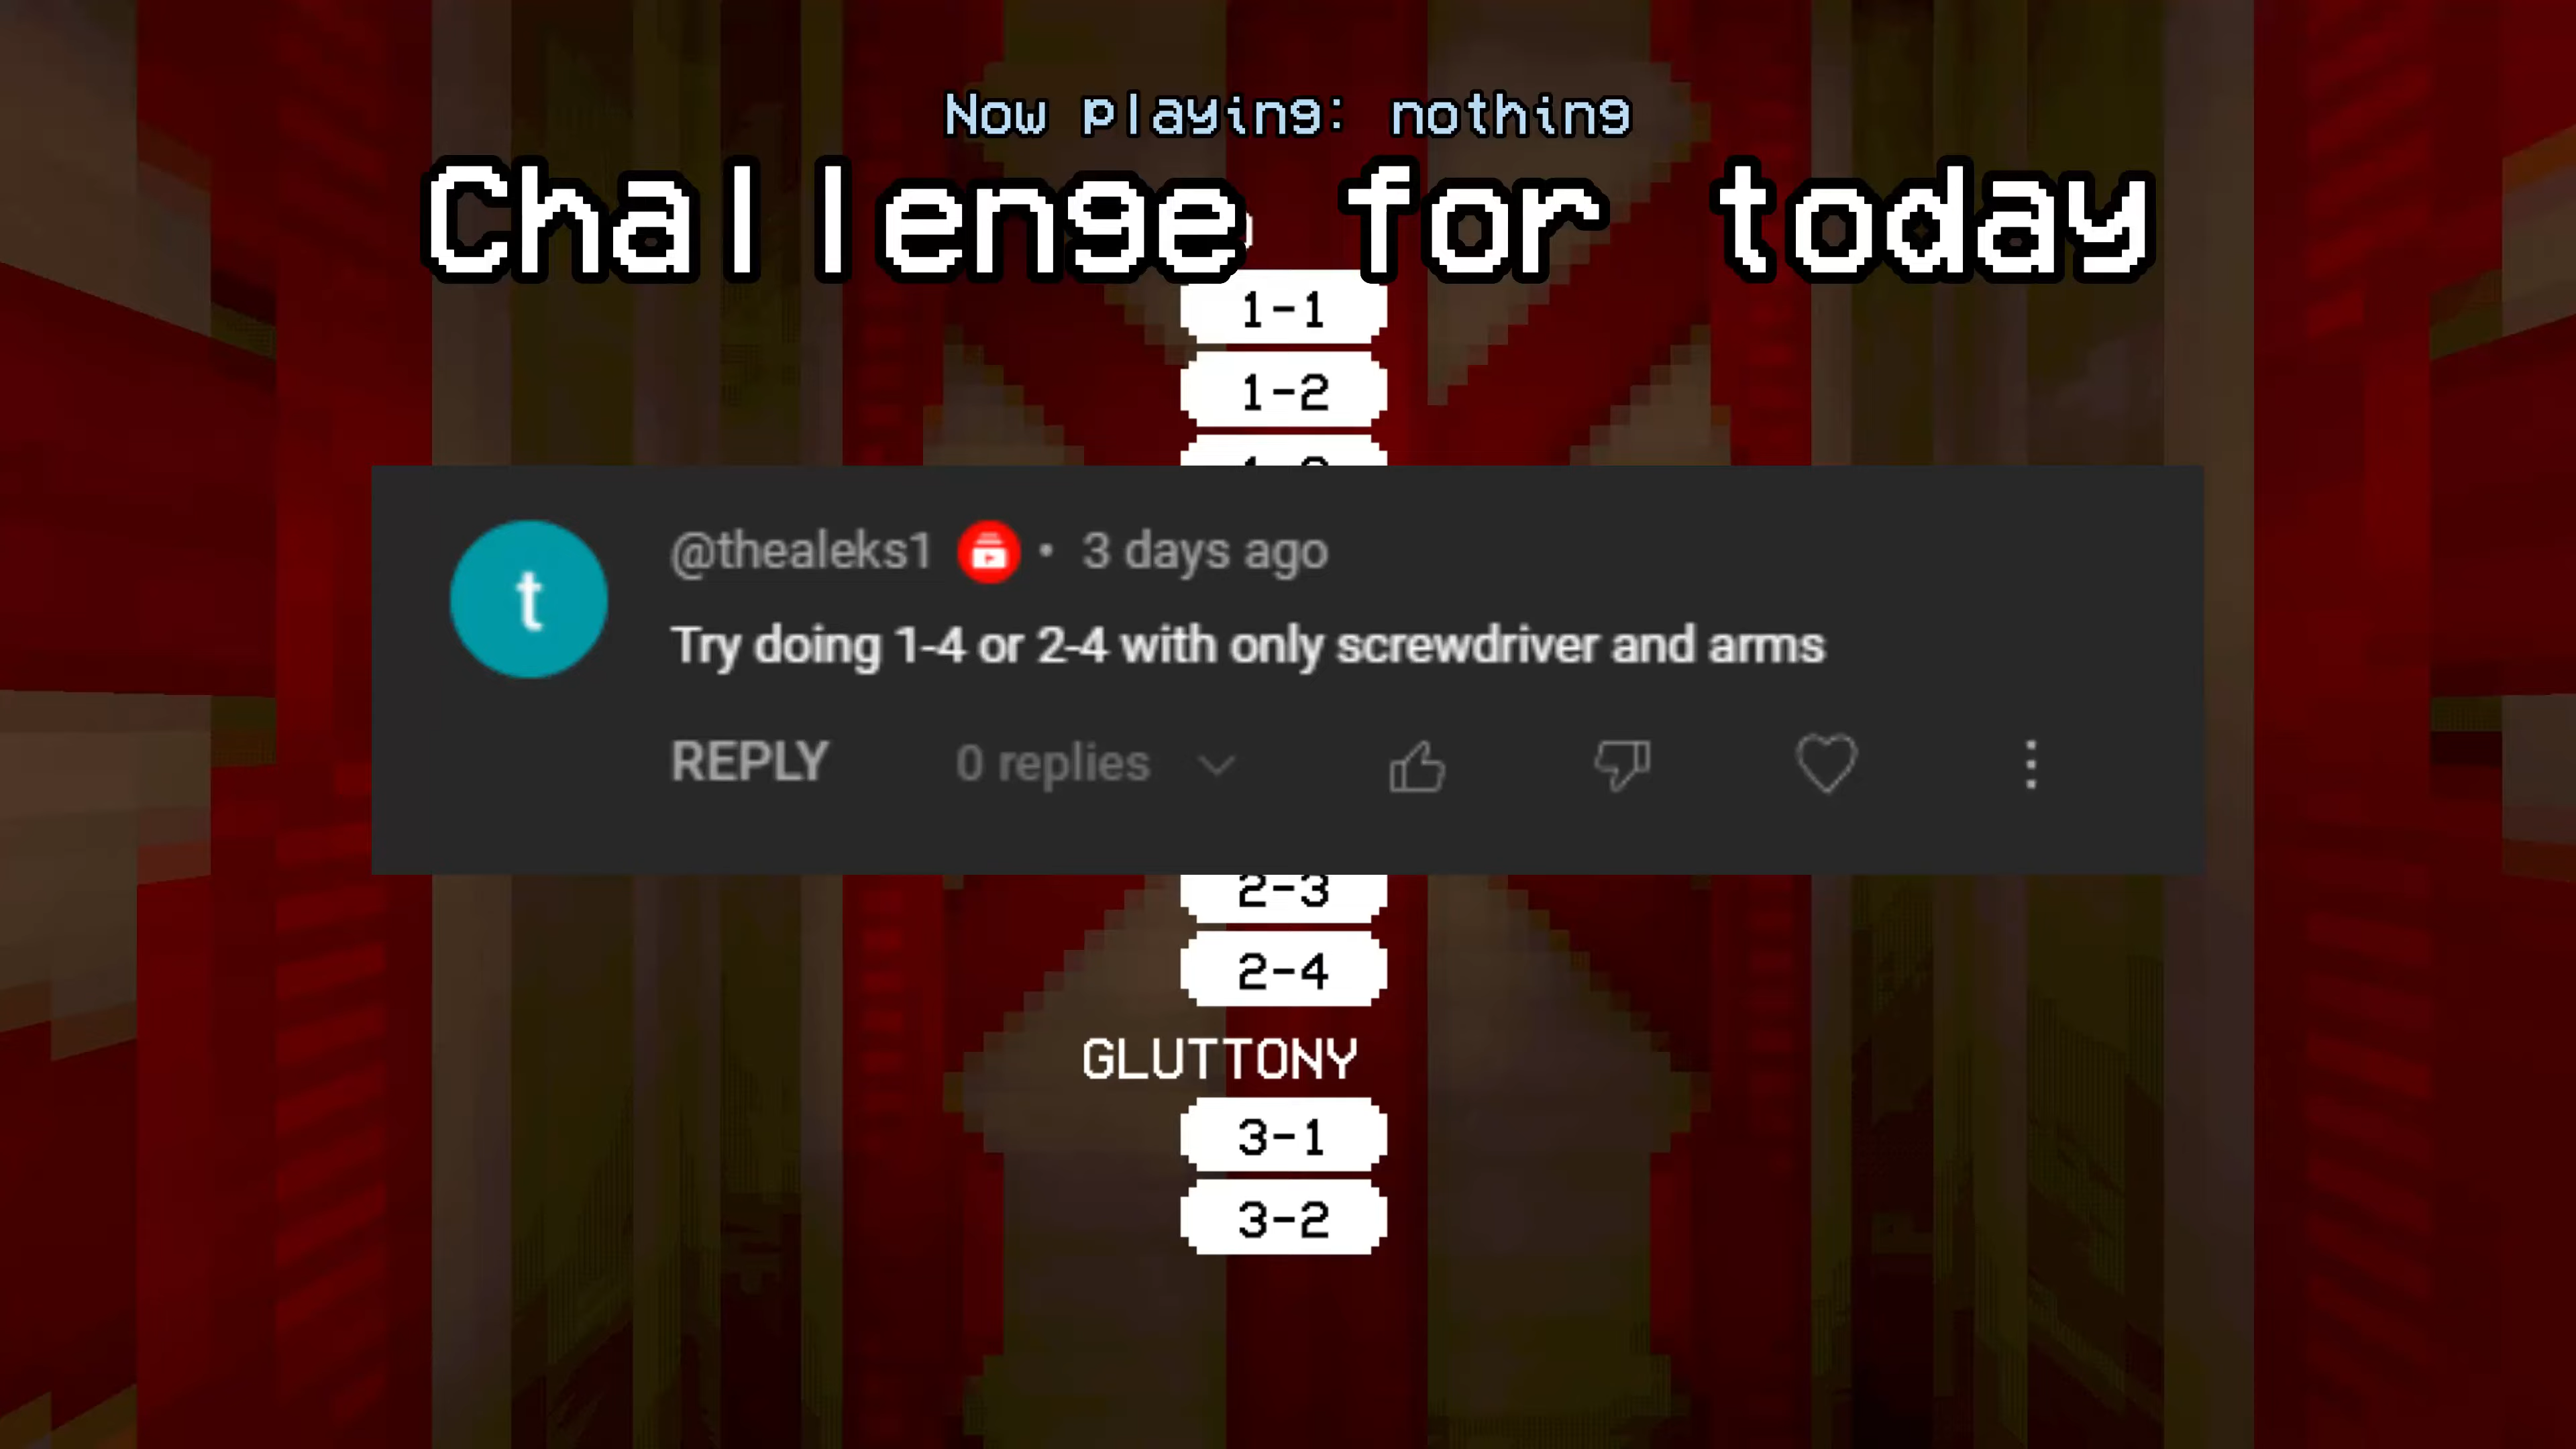 Now playing: nothing
Challenge for today
1-1
1-2
t
@thealeks1 • 3 days ago
Try doing 1-4 or 2-4 with only screwdriver and arms
REPLY 0 replies
2-3
2-4
GLUTTONY
3-1
3-2